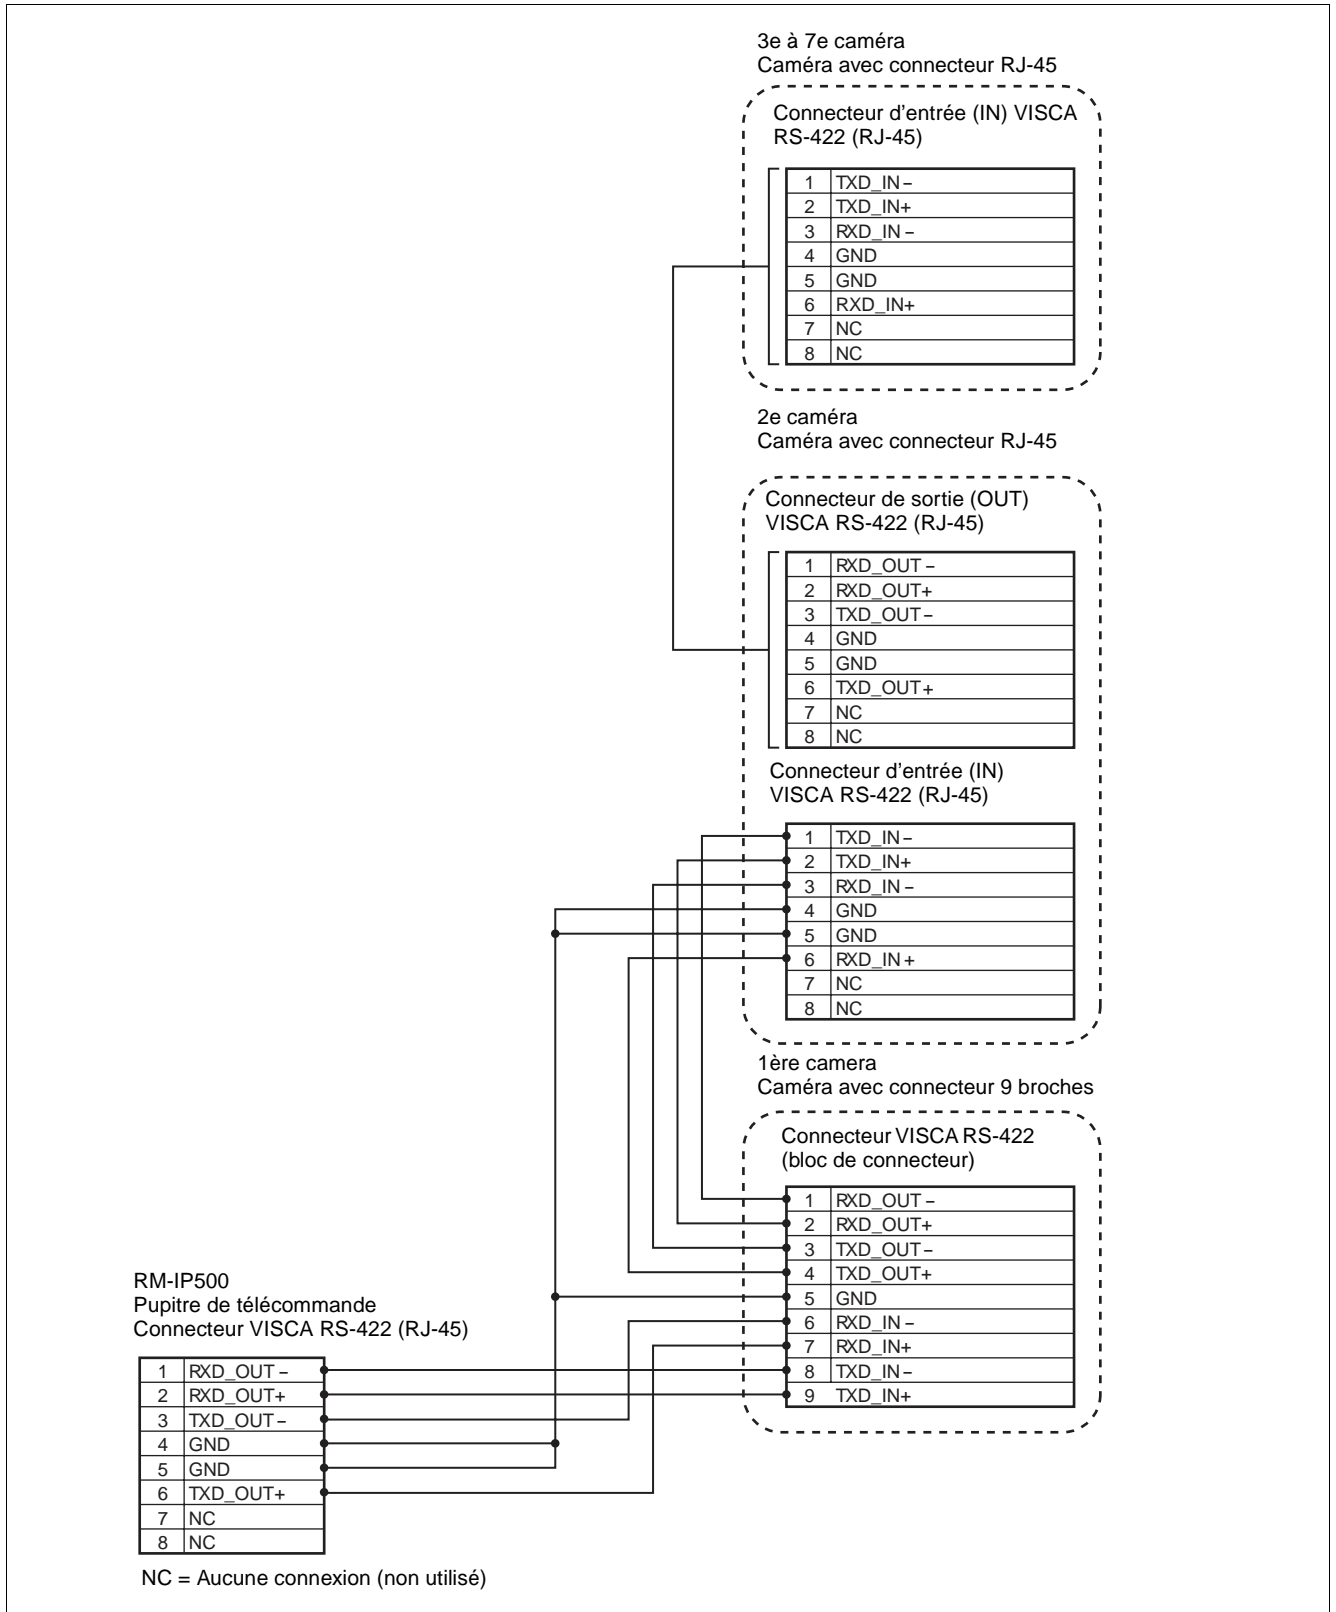 3e à 7e caméra
Caméra avec connecteur RJ-45
Connecteur d'entrée (IN) VISCA
RS-422 (RJ-45)
1 TXD_IN–
2 TXD_IN+
3 RXD_IN–
4 GND
5 GND
6 RXD_IN+
7 NC
8 NC
2e caméra
Caméra avec connecteur RJ-45
Connecteur de sortie (OUT)
VISCA RS-422 (RJ-45)
1 RXD_OUT–
2 RXD_OUT+
3 TXD_OUT–
4 GND
5 GND
6 TXD_OUT+
7 NC
8 NC
Connecteur d'entrée (IN)
VISCA RS-422 (RJ-45)
1 TXD_IN–
2 TXD_IN+
3 RXD_IN–
4 GND
5 GND
6 RXD_IN+
7 NC
8 NC
1ère camera
Caméra avec connecteur 9 broches
Connecteur VISCA RS-422
(bloc de connecteur)
1 RXD_OUT–
2 RXD_OUT+
3 TXD_OUT–
4 TXD_OUT+
5 GND
6 RXD_IN–
7 RXD_IN+
8 TXD_IN–
9 TXD_IN+
RM-IP500
Pupitre de télécommande
Connecteur VISCA RS-422 (RJ-45)
1 RXD_OUT–
2 RXD_OUT+
3 TXD_OUT–
4 GND
5 GND
6 TXD_OUT+
7 NC
8 NC
NC = Aucune connexion (non utilisé)